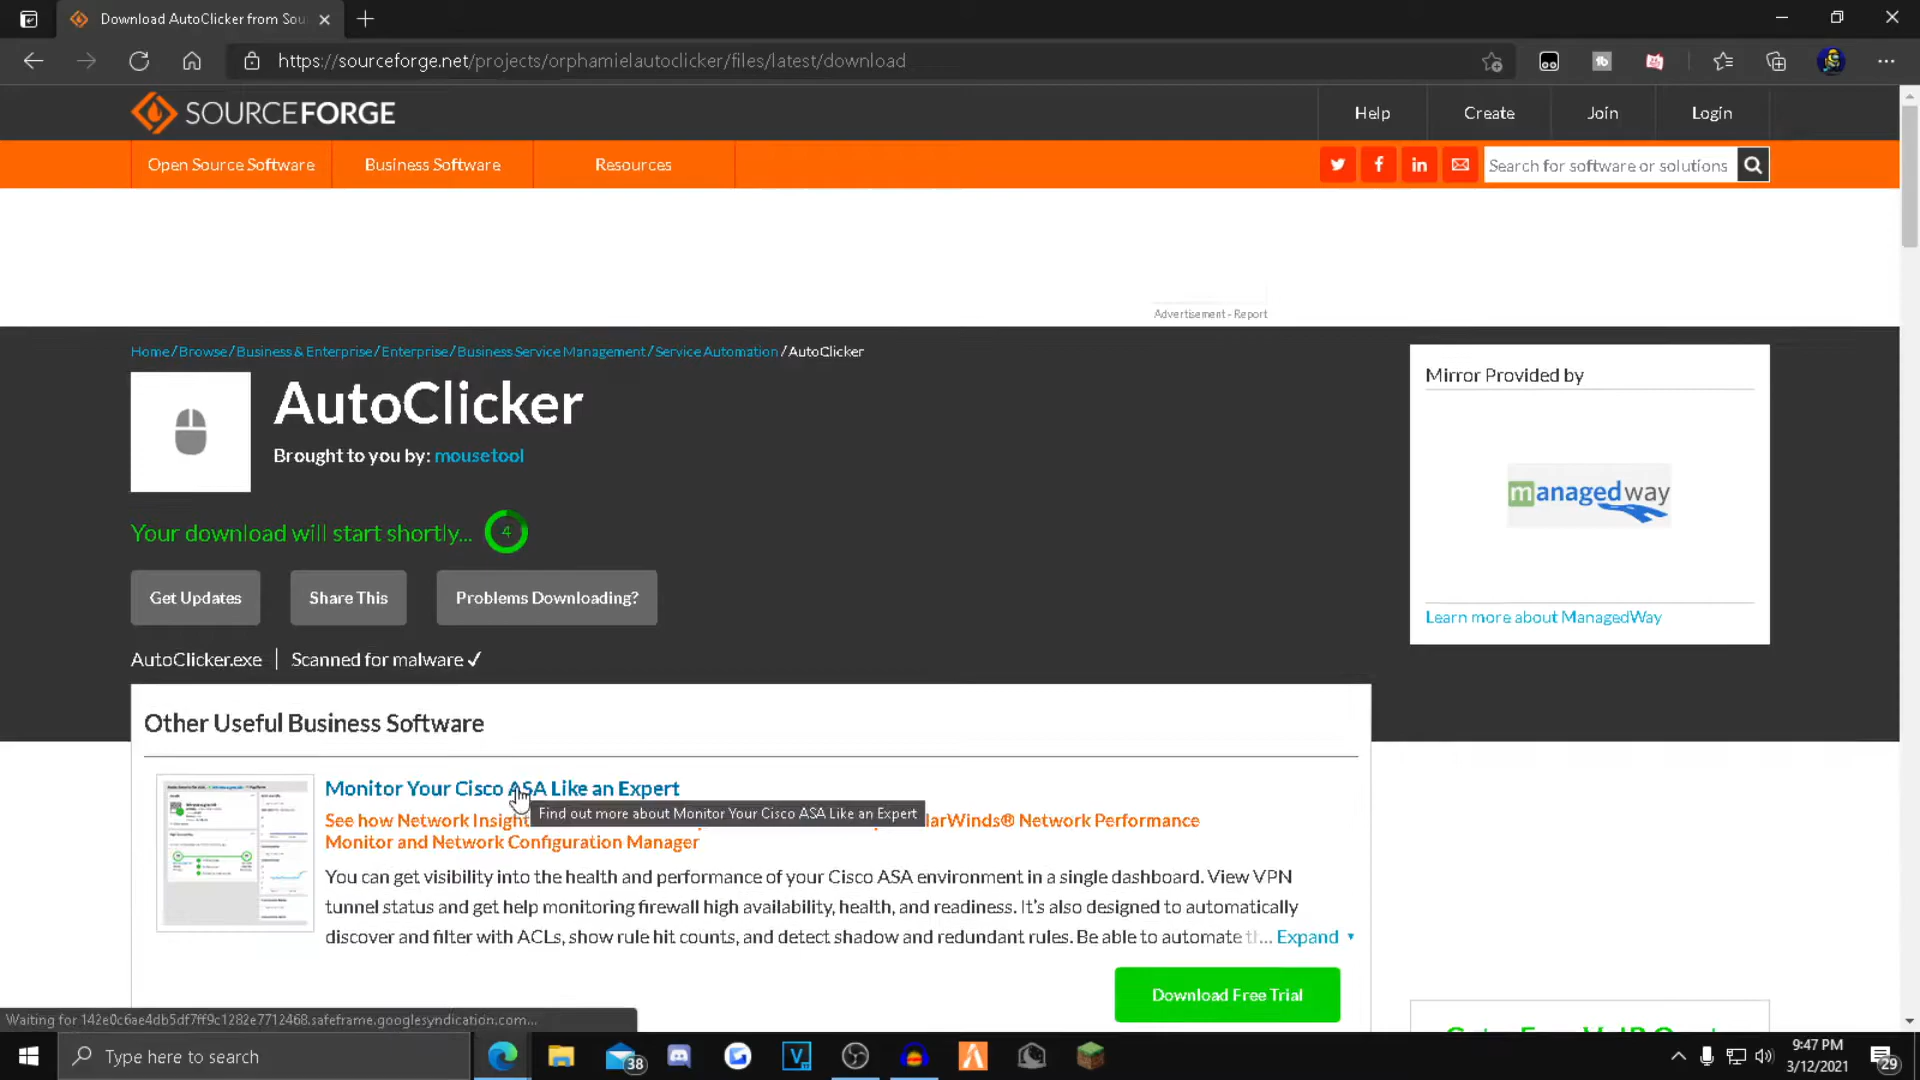 Download AutoClicker from Sou
https://sourceforge.net/projects/orphamielautoclicker/files/latest/download
SOURCEFORGE
Help
Create
Join
Login
Open Source Software
Business Software
Resources
Search for software or solutions
Advertisement - Report
Home / Browse / Business & Enterprise / Enterprise / Business Service Management / Service Automation / AutoClicker
AutoClicker
Brought to you by: mousetool
Your download will start shortly... 4
Get Updates
Share This
Problems Downloading?
AutoClicker.exe | Scanned for malware ✓
Mirror Provided by
managedway
Learn more about ManagedWay
Other Useful Business Software
Monitor Your Cisco ASA Like an Expert
Find out more about Monitor Your Cisco ASA Like an Expert
See how Network Insight larWinds® Network Performance
Monitor and Network Configuration Manager
You can get visibility into the health and performance of your Cisco ASA environment in a single dashboard. View VPN
tunnel status and get help monitoring firewall high availability, health, and readiness. It's also designed to automatically
discover and filter with ACLs, show rule hit counts, and detect shadow and redundant rules. Be able to automate t... Expand
Download Free Trial
Waiting for 142e0c6ae4db5df7ff9c1282e7712468.safeframe.googlesyndication.com...
Type here to search
38
V
9:47 PM
3/12/2021
29